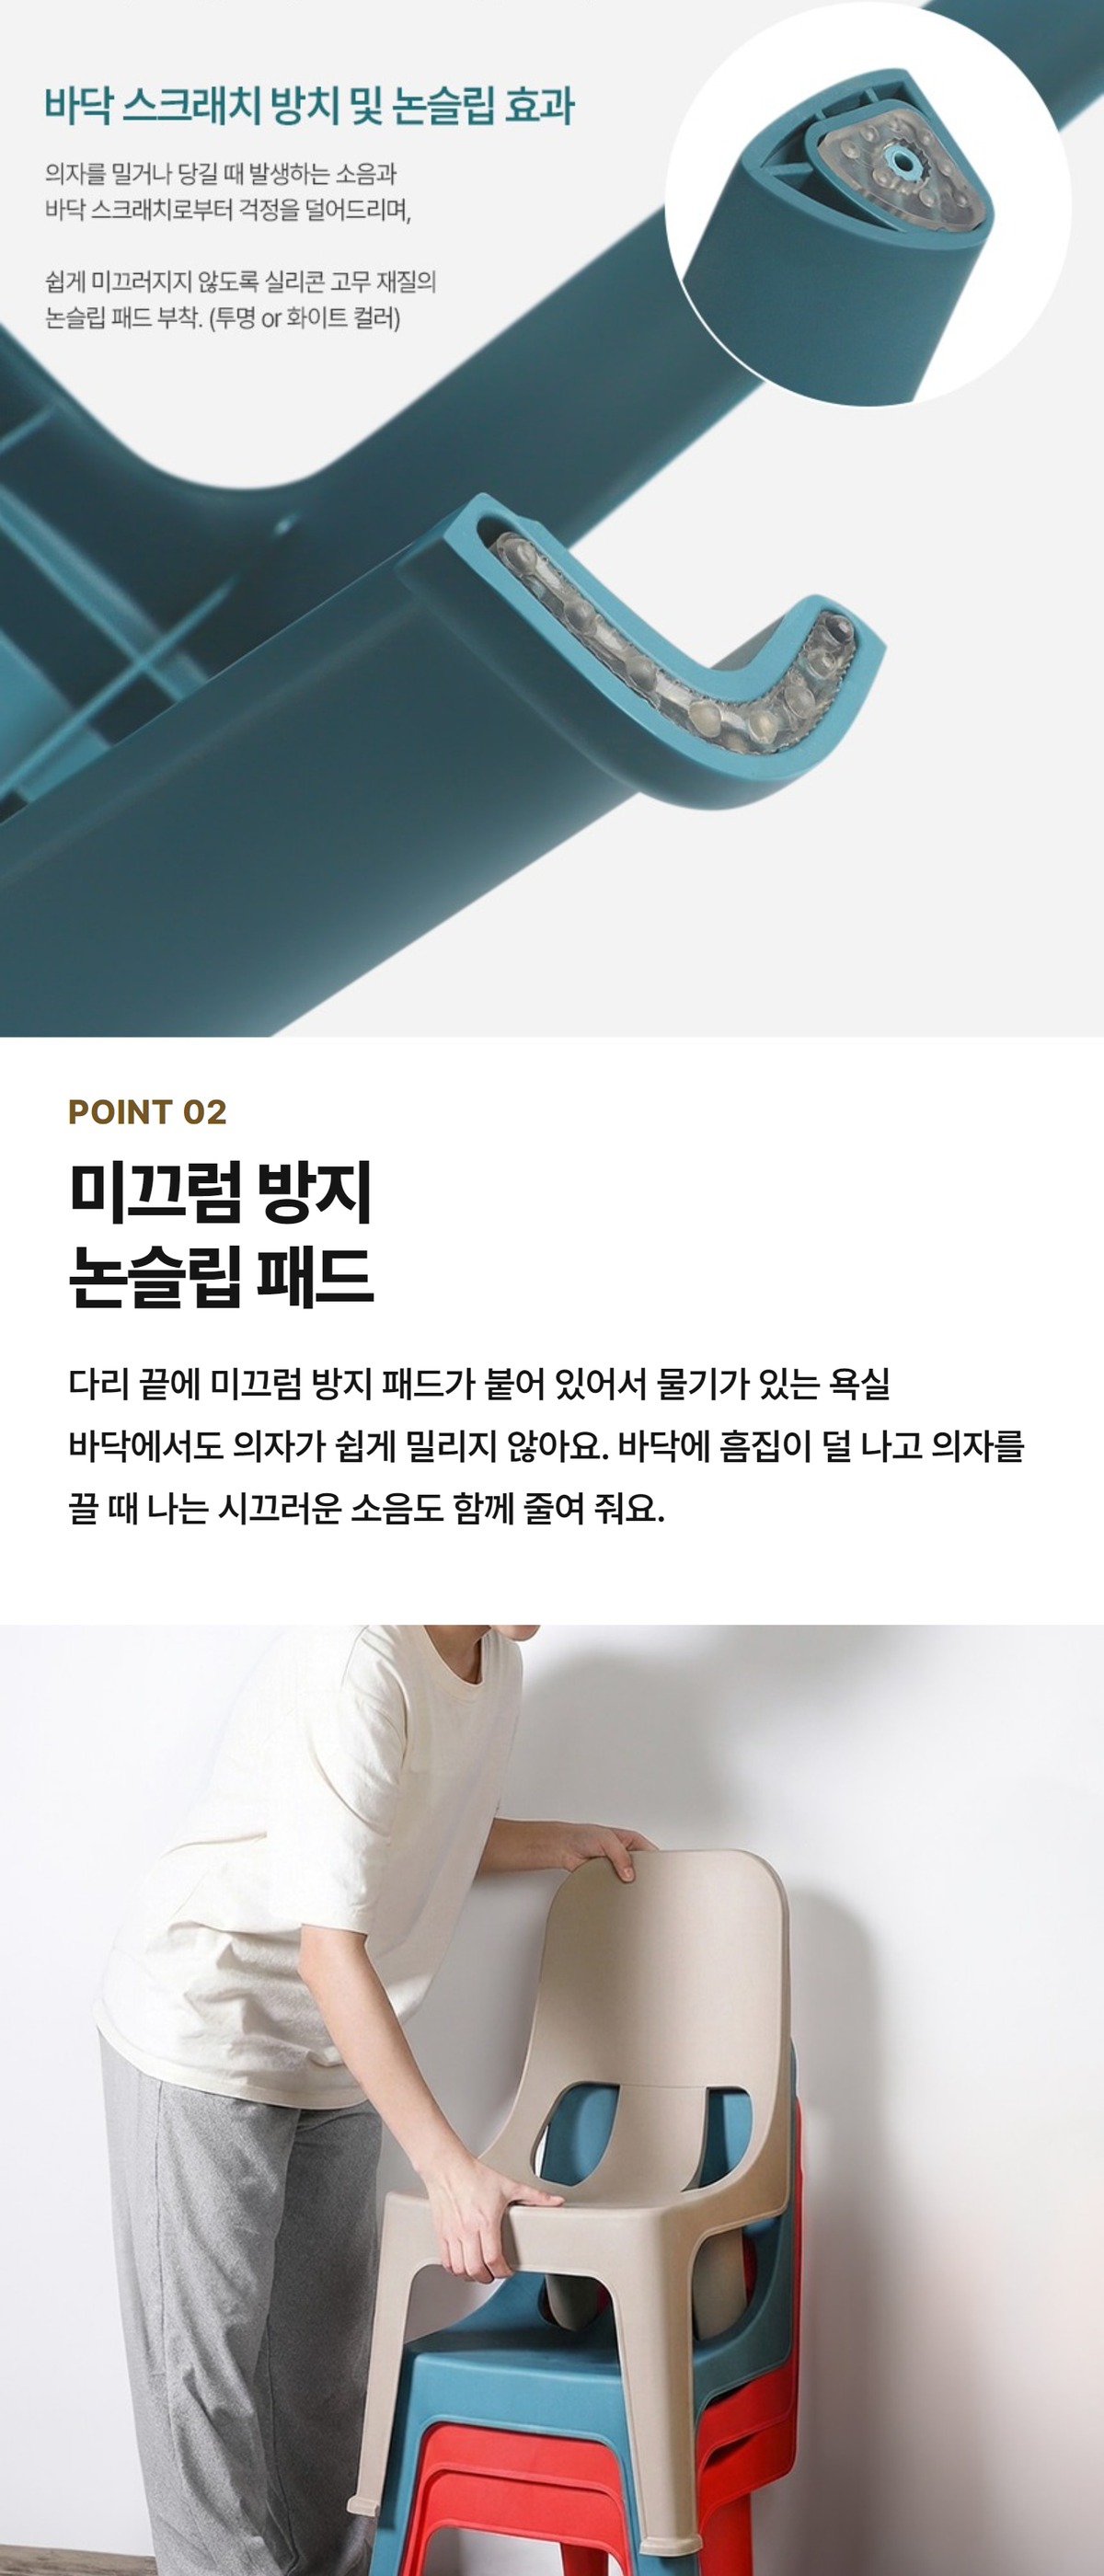 바닥 스크래치 방치 및 논슬립 효과
의자를 밀거나 당길 때 발생하는 소음과
바닥 스크래치로부터 걱정을 덜어드리며,
쉽게 미끄러지지 않도록 실리콘 고무 재질의
논슬립 패드 부착. (투명 or 화이트 컬러)
POINT 02
미끄럼 방지
논슬립 패드
다리 끝에 미끄럼 방지 패드가 붙어 있어서 물기가 있는 욕실
바닥에서도 의자가 쉽게 밀리지 않아요. 바닥에 흠집이 덜 나고 의자를
끌 때 나는 시끄러운 소음도 함께 줄여 줘요.